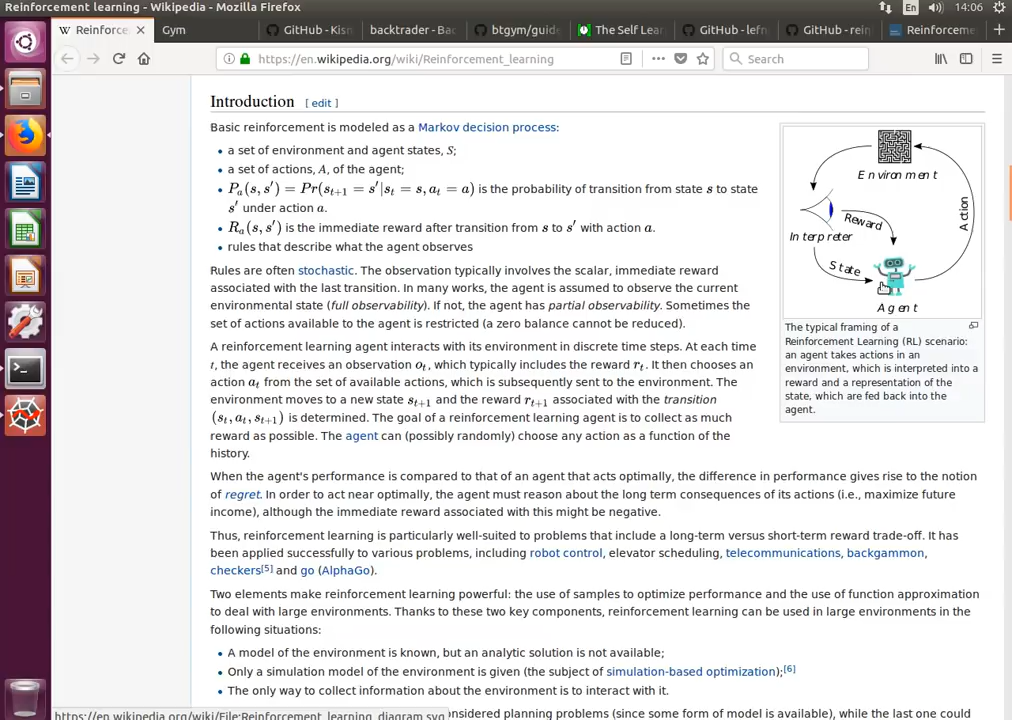 Reinforcement learning - Wikipedia - Mozilla Firefox
En
14:06
W Reinforce
Gym
GitHub - Kisn
backtrader - Bac
btgym/guide
The Self Lear
GitHub - lefn
GitHub - rein
Reinforceme
https://en.wikipedia.org/wiki/Reinforcement_learning
Search
Introduction [ edit ]
Basic reinforcement is modeled as a Markov decision process:
• a set of environment and agent states, S;
• a set of actions, A, of the agent;
• Pₐ(s, s′) = Pr(sₜ₊₁ = s′|sₜ = s, aₜ = a) is the probability of transition from state s to state
s′ under action a.
• Rₐ(s, s′) is the immediate reward after transition from s to s′ with action a.
• rules that describe what the agent observes
Rules are often stochastic. The observation typically involves the scalar, immediate reward
associated with the last transition. In many works, the agent is assumed to observe the current
environmental state (full observability). If not, the agent has partial observability. Sometimes the
set of actions available to the agent is restricted (a zero balance cannot be reduced).
A reinforcement learning agent interacts with its environment in discrete time steps. At each time
t, the agent receives an observation oₜ, which typically includes the reward rₜ. It then chooses an
action aₜ from the set of available actions, which is subsequently sent to the environment. The
environment moves to a new state sₜ₊₁ and the reward rₜ₊₁ associated with the transition
(sₜ, aₜ, sₜ₊₁) is determined. The goal of a reinforcement learning agent is to collect as much
reward as possible. The agent can (possibly randomly) choose any action as a function of the
history.
Environment
Action
Reward
Interpreter
State
Agent
The typical framing of a
Reinforcement Learning (RL) scenario:
an agent takes actions in an
environment, which is interpreted into a
reward and a representation of the
state, which are fed back into the
agent.
When the agent's performance is compared to that of an agent that acts optimally, the difference in performance gives rise to the notion
of regret. In order to act near optimally, the agent must reason about the long term consequences of its actions (i.e., maximize future
income), although the immediate reward associated with this might be negative.
Thus, reinforcement learning is particularly well-suited to problems that include a long-term versus short-term reward trade-off. It has
been applied successfully to various problems, including robot control, elevator scheduling, telecommunications, backgammon,
checkers[5] and go (AlphaGo).
Two elements make reinforcement learning powerful: the use of samples to optimize performance and the use of function approximation
to deal with large environments. Thanks to these two key components, reinforcement learning can be used in large environments in the
following situations:
• A model of the environment is known, but an analytic solution is not available;
• Only a simulation model of the environment is given (the subject of simulation-based optimization);[6]
• The only way to collect information about the environment is to interact with it.
https://en.wikipedia.org/wiki/File:Reinforcement_learning_diagram.svg
onsidered planning problems (since some form of model is available), while the last one could